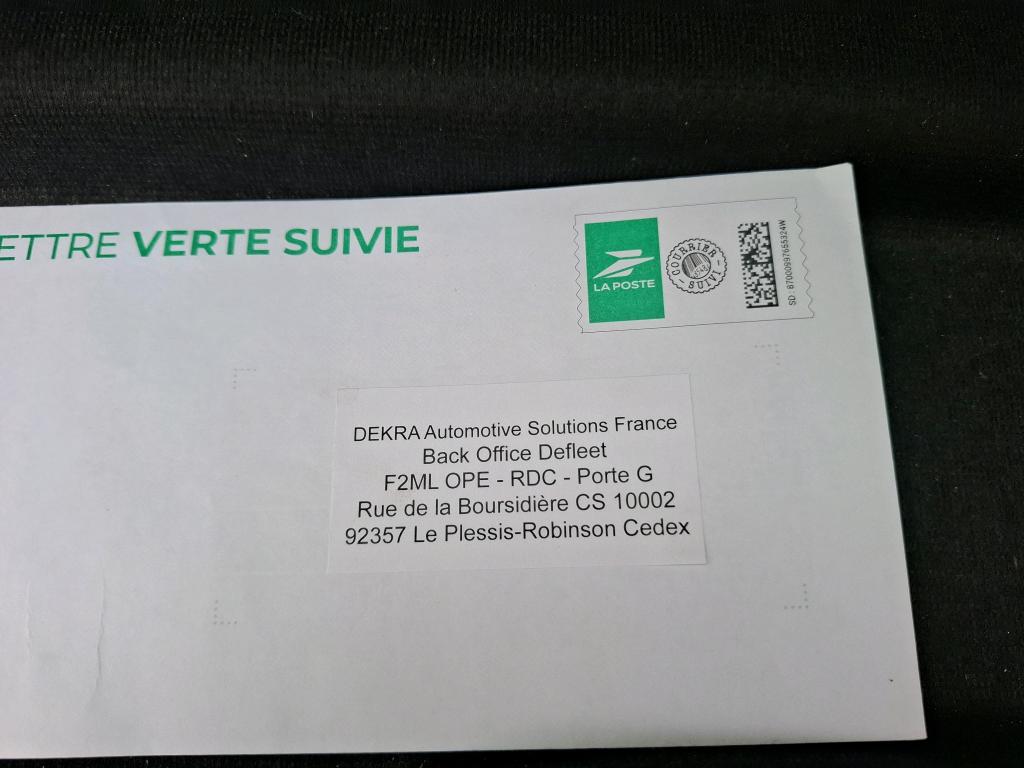 ETTRE VERTE SUIVIE
LA POSTE
COURRIER
SUIVI
SD : 87000997655324W
DEKRA Automotive Solutions France
Back Office Defleet
F2ML OPE - RDC - Porte G
Rue de la Boursidière CS 10002
92357 Le Plessis-Robinson Cedex